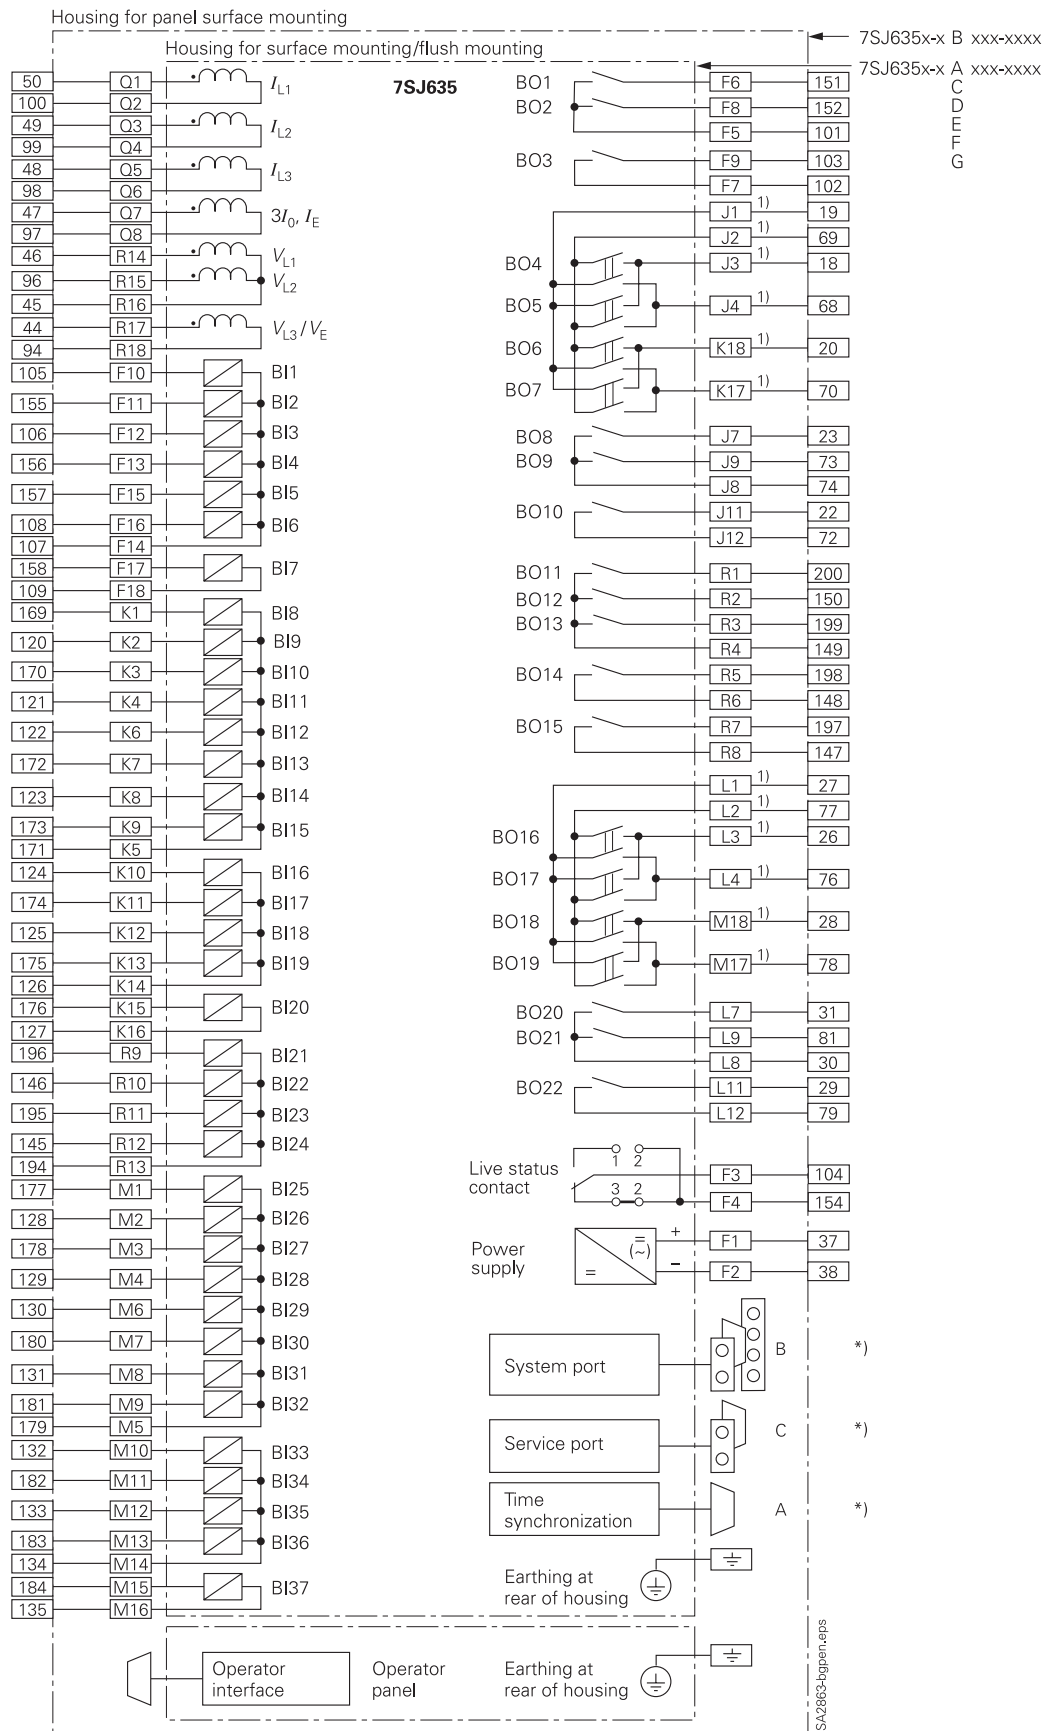 Housing for panel surface mounting
7SJ635x-x B xxx-xxxx
Housing for surface mounting/flush mounting
7SJ635x-x A xxx-xxxx
C
D
E
F
G
7SJ635
50 Q1 I L1
100 Q2
49 Q3 I L2
99 Q4
48 Q5 I L3
98 Q6
47 Q7 3I0, I E
97 Q8
46 R14 V L1
96 R15 V L2
45 R16
44 R17 V L3 / V E
94 R18
105 F10 BI1
155 F11 BI2
106 F12 BI3
156 F13 BI4
157 F15 BI5
108 F16 BI6
107 F14
158 F17 BI7
109 F18
169 K1 BI8
120 K2 BI9
170 K3 BI10
121 K4 BI11
122 K6 BI12
172 K7 BI13
123 K8 BI14
173 K9 BI15
171 K5
124 K10 BI16
174 K11 BI17
125 K12 BI18
175 K13 BI19
126 K14
176 K15 BI20
127 K16
196 R9 BI21
146 R10 BI22
195 R11 BI23
145 R12 BI24
194 R13
177 M1 BI25
128 M2 BI26
178 M3 BI27
129 M4 BI28
130 M6 BI29
180 M7 BI30
131 M8 BI31
181 M9 BI32
179 M5
132 M10 BI33
182 M11 BI34
133 M12 BI35
183 M13 BI36
134 M14
184 M15 BI37
135 M16
BO1 F6 151
BO2 F8 152
F5 101
BO3 F9 103
F7 102
J1 1) 19
J2 1) 69
BO4 J3 1) 18
BO5 J4 1) 68
BO6 K18 1) 20
BO7 K17 1) 70
BO8 J7 23
BO9 J9 73
J8 74
BO10 J11 22
J12 72
BO11 R1 200
BO12 R2 150
BO13 R3 199
R4 149
BO14 R5 198
R6 148
BO15 R7 197
R8 147
L1 1) 27
L2 1) 77
BO16 L3 1) 26
BO17 L4 1) 76
BO18 M18 1) 28
BO19 M17 1) 78
BO20 L7 31
BO21 L9 81
L8 30
BO22 L11 29
L12 79
1 2
Live status contact F3 104
3 2
F4 154
Power supply = (~) = + F1 37
− F2 38
System port B *)
Service port C *)
Time synchronization A *)
Earthing at rear of housing
Operator interface
Operator panel
Earthing at rear of housing
SA2863-bgpen.eps